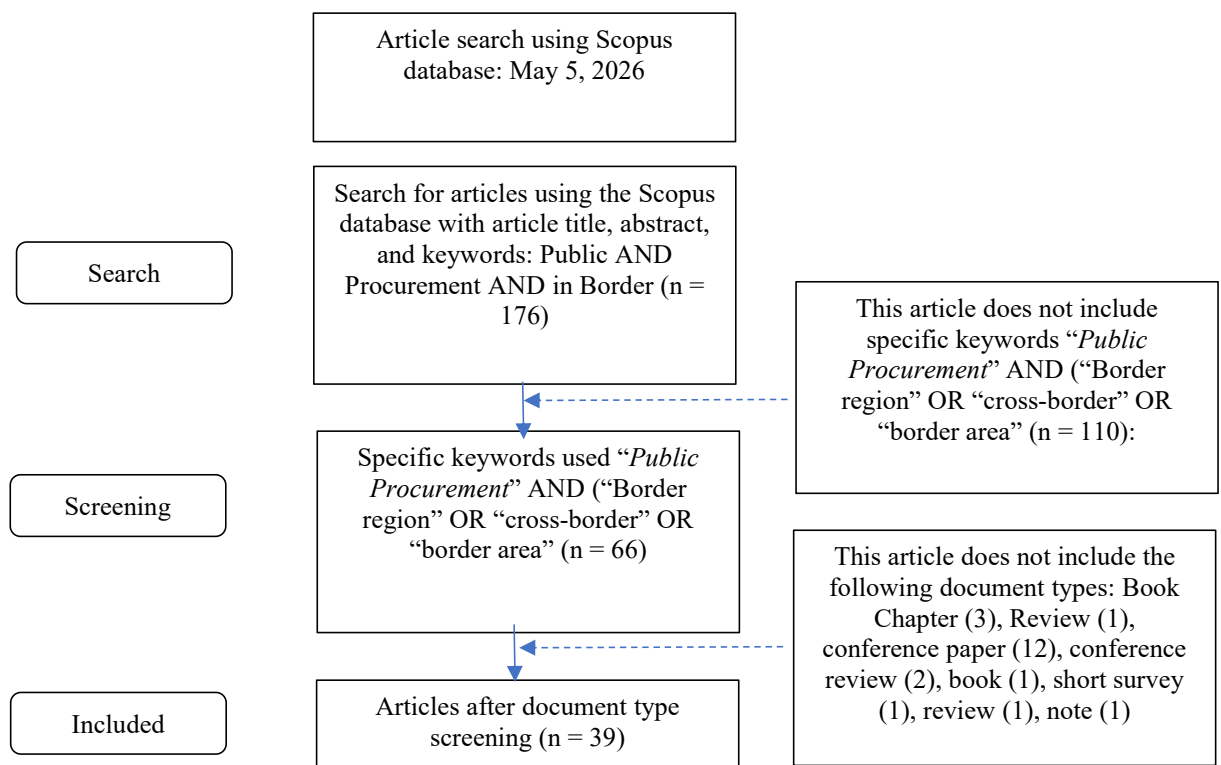 Article search using Scopus
database: May 5, 2026
Search for articles using the Scopus
database with article title, abstract,
and keywords: Public AND
Procurement AND in Border (n =
176)
Search
This article does not include
specific keywords “Public
Procurement” AND (“Border
region” OR “cross-border” OR
“border area” (n = 110):
Specific keywords used “Public
Procurement” AND (“Border
region” OR “cross-border” OR
“border area” (n = 66)
Screening
This article does not include the
following document types: Book
Chapter (3), Review (1),
conference paper (12), conference
review (2), book (1), short survey
(1), review (1), note (1)
Included
Articles after document type
screening (n = 39)